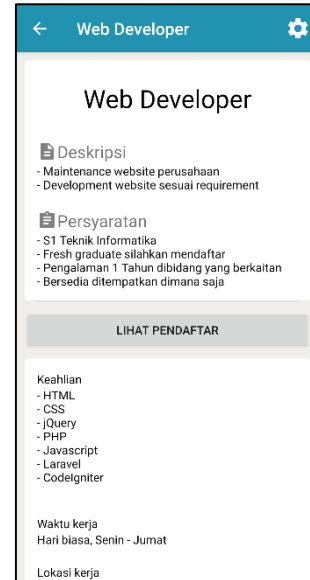 Web Developer
Web Developer
Deskripsi
- Maintenance website perusahaan
- Development website sesuai requirement
Persyaratan
- S1 Teknik Informatika
- Fresh graduate silahkan mendaftar
- Pengalaman 1 Tahun dibidang yang berkaitan
- Bersedia ditempatkan dimana saja
LIHAT PENDAFTAR
Keahlian
- HTML
- CSS
- jQuery
- PHP
- Javascript
- Laravel
- CodeIgniter
Waktu kerja
Hari biasa, Senin - Jumat
Lokasi kerja